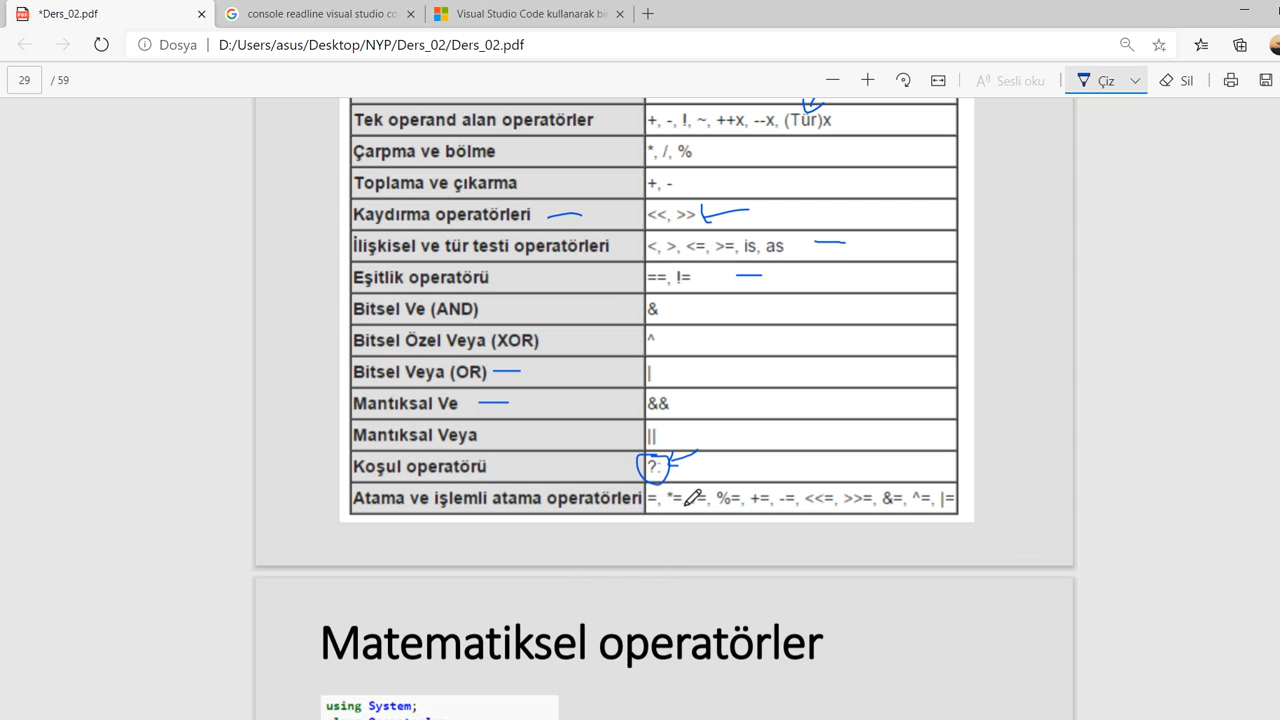 *Ders_02.pdf
console readline visual studio co
Visual Studio Code kullanarak bi
Dosya
D:/Users/asus/Desktop/NYP/Ders_02/Ders_02.pdf
29 / 59
Sesli oku
Çiz
Sil
Tek operand alan operatörler +, -, !, ~, ++x, --x, (Tür)x
Çarpma ve bölme *, /, %
Toplama ve çıkarma +, -
Kaydırma operatörleri <<, >>
İlişkisel ve tür testi operatörleri <, >, <=, >=, is, as
Eşitlik operatörü ==, !=
Bitsel Ve (AND) &
Bitsel Özel Veya (XOR) ^
Bitsel Veya (OR) |
Mantıksal Ve &&
Mantıksal Veya ||
Koşul operatörü ?:
Atama ve işlemli atama operatörleri =, *= =, %=, +=, -=, <<=, >>=, &=, ^=, |=
Matematiksel operatörler
using System;